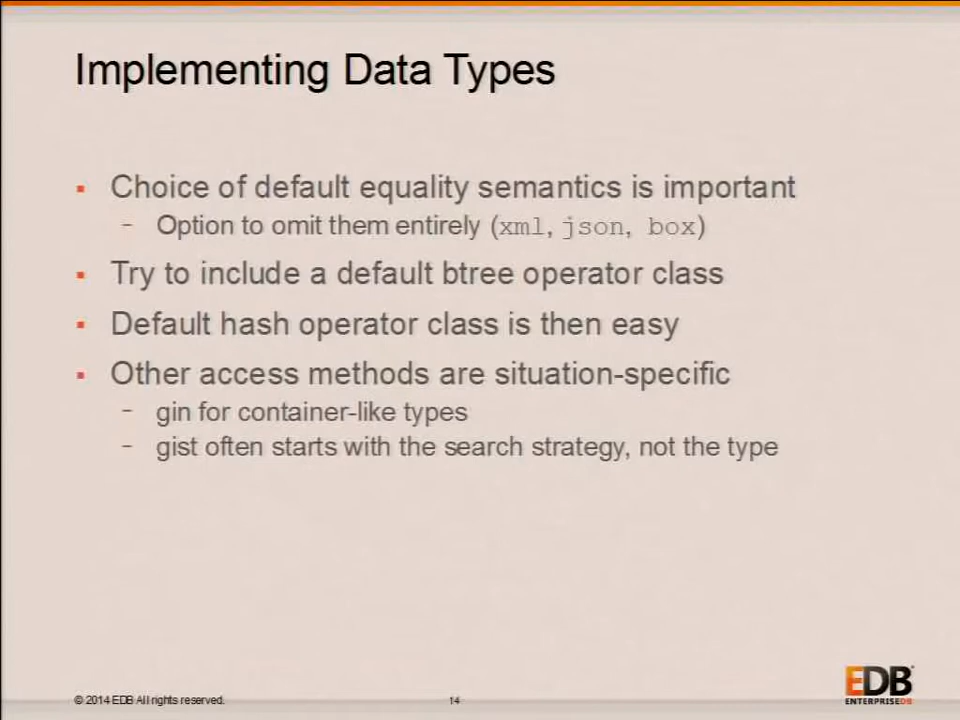 Implementing Data Types
▪ Choice of default equality semantics is important
– Option to omit them entirely (xml, json, box)
▪ Try to include a default btree operator class
▪ Default hash operator class is then easy
▪ Other access methods are situation-specific
– gin for container-like types
– gist often starts with the search strategy, not the type
© 2014 EDB All rights reserved.
14
EDB
ENTERPRISEDB